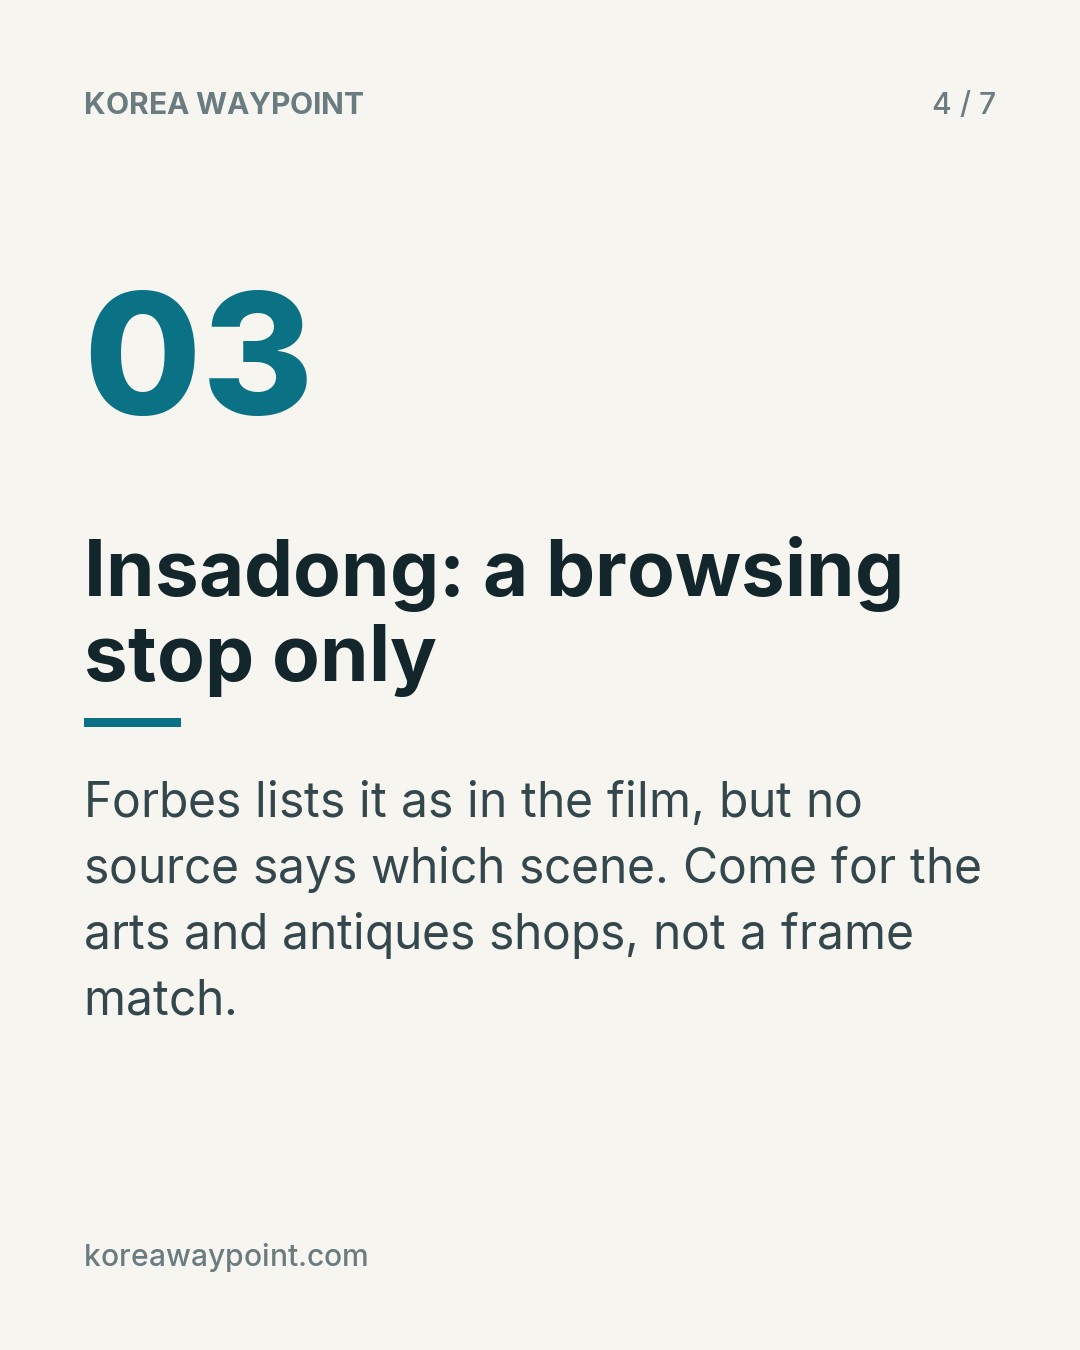 KOREA WAYPOINT
4 / 7
03
Insadong: a browsing
stop only
Forbes lists it as in the film, but no
source says which scene. Come for the
arts and antiques shops, not a frame
match.
koreawaypoint.com